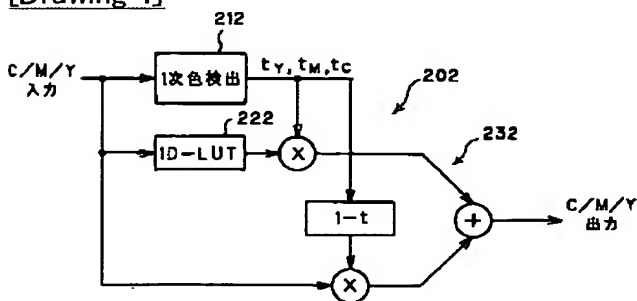 [Drawing 4]
212
C/M/Y
入力
1次色検出
tY, tM, tC
202
222
1D-LUT
X
232
1-t
+
C/M/Y
出力
X